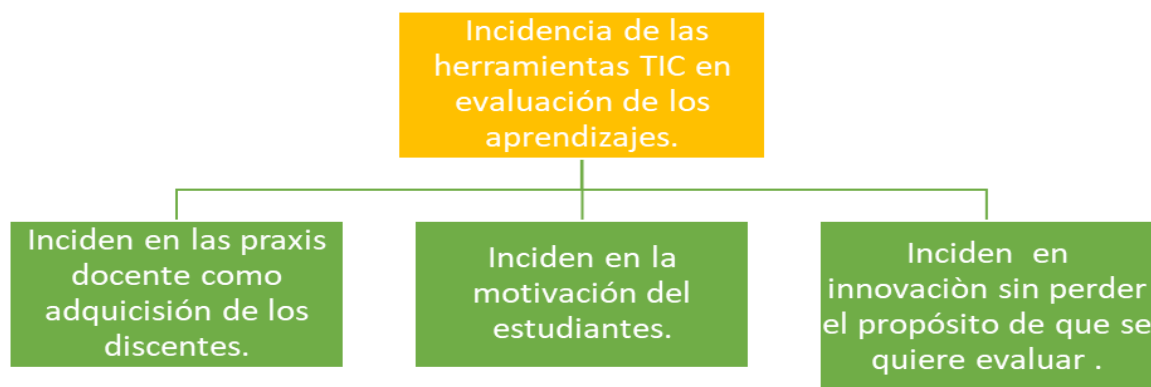 Incidencia de las
herramientas TIC en
evaluación de los
aprendizajes.
Inciden en las praxis
docente como
adquicisión de los
discentes.
Inciden en la
motivación del
estudiantes.
Inciden en
innovaciòn sin perder
el propósito de que se
quiere evaluar .